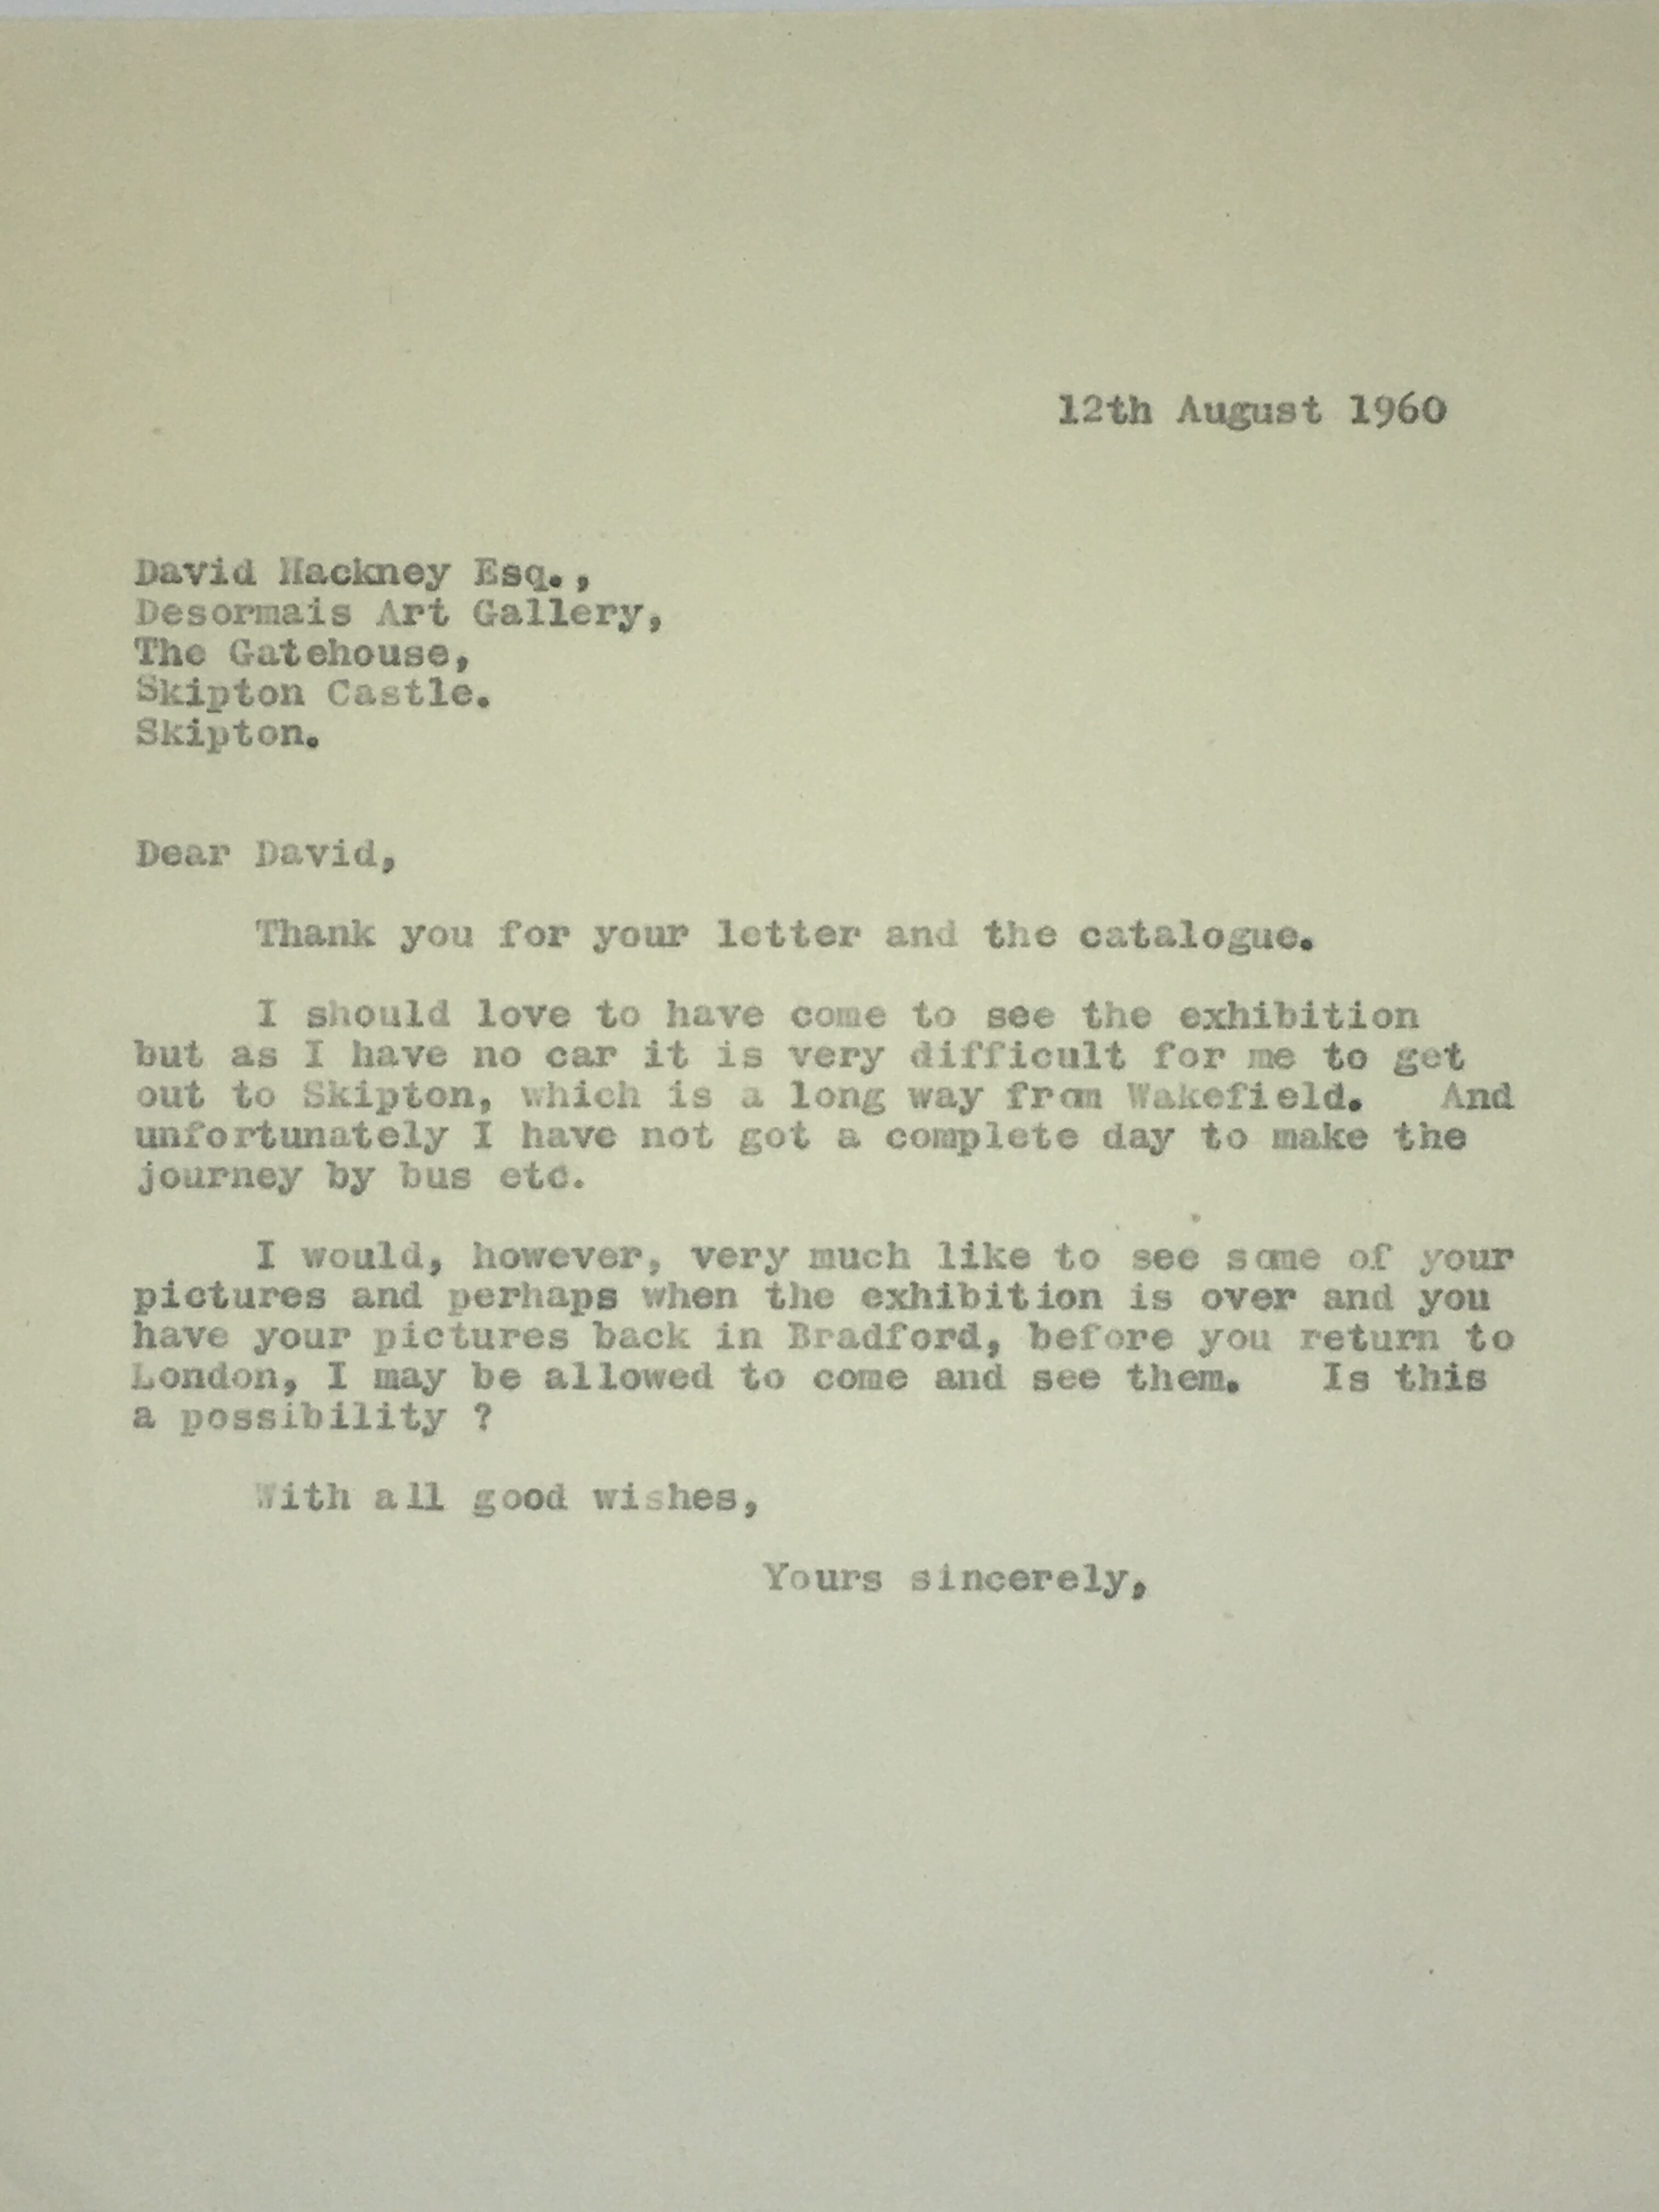 12th August 1960
David Hackney Esq.,
Desormais Art Gallery,
The Gatehouse,
Skipton Castle.
Skipton.
Dear David,
Thank you for your letter and the catalogue.
I should love to have come to see the exhibition
but as I have no car it is very difficult for me to get
out to Skipton, which is a long way from Wakefield. And
unfortunately I have not got a complete day to make the
journey by bus etc.
I would, however, very much like to see some of your
pictures and perhaps when the exhibition is over and you
have your pictures back in Bradford, before you return to
London, I may be allowed to come and see them. Is this
a possibility ?
With all good wishes,
Yours sincerely,